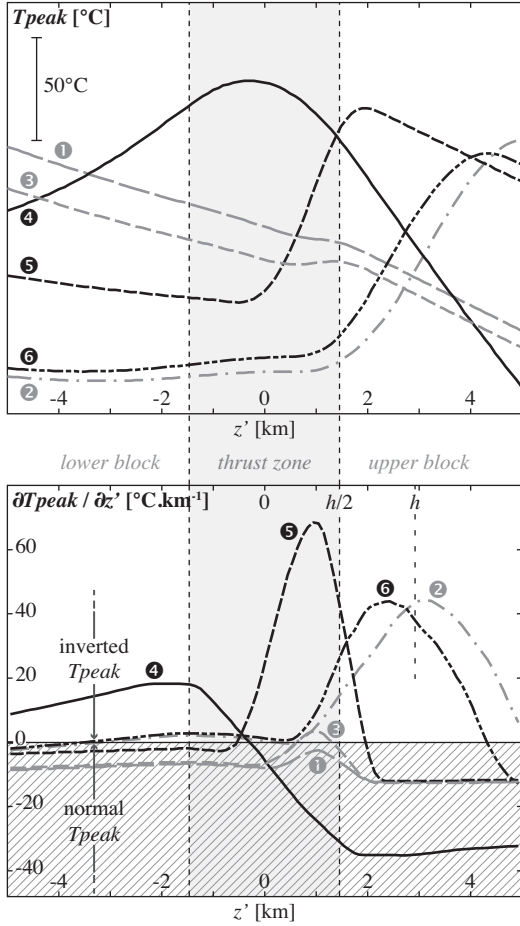 Tpeak [°C]
50°C
❶
❸
❹
❺
❻
❷
-4 -2 0 2 4
z’ [km]
lower block thrust zone upper block
∂Tpeak / ∂z’ [°C.km-1] 0 h/2 h
60
❺
❻ ❷
40
inverted
Tpeak
❹
20
❸
0
❶
normal
Tpeak
-20
-40
-4 -2 0 2 4
z’ [km]